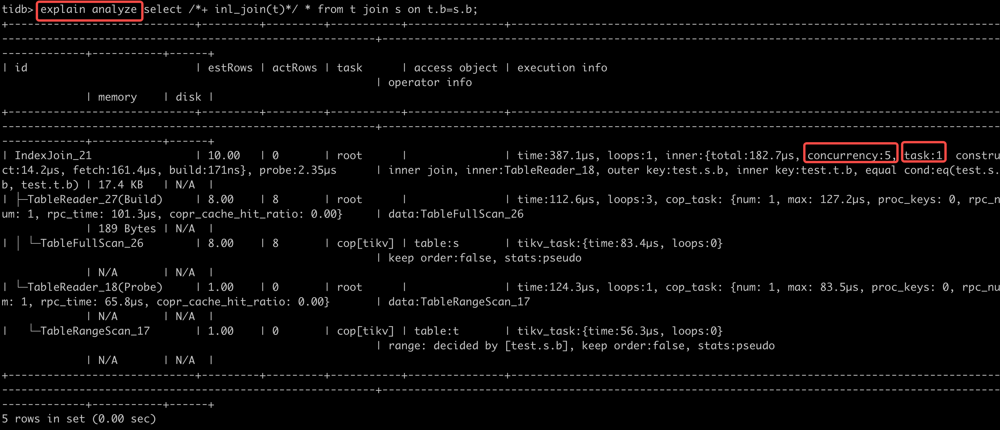 tidb> explain analyze select /*+ inl_join(t)*/ * from t join s on t.b=s.b;
+-----------------------------+---------+---------+-----------+---------------+----------------------------------------------------------------------------
----------------------------------------------------------+------------------------------------------------------------------------------------------------
-------------+-----------+------+
| id                          | estRows | actRows | task      | access object | execution info
                                                          | operator info
             | memory    | disk |
+-----------------------------+---------+---------+-----------+---------------+----------------------------------------------------------------------------
----------------------------------------------------------+------------------------------------------------------------------------------------------------
-------------+-----------+------+
| IndexJoin_21                | 10.00   | 0       | root      |               | time:387.1µs, loops:1, inner:{total:182.7µs, concurrency:5, task:1  constru
ct:14.2µs, fetch:161.4µs, build:171ns}, probe:2.35µs      | inner join, inner:TableReader_18, outer key:test.s.b, inner key:test.t.b, equal cond:eq(test.s.
b, test.t.b) | 17.4 KB   | N/A  |
| ├─TableReader_27(Build)     | 8.00    | 8       | root      |               | time:112.6µs, loops:3, cop_task: {num: 1, max: 127.2µs, proc_keys: 0, rpc_n
um: 1, rpc_time: 101.3µs, copr_cache_hit_ratio: 0.00}     | data:TableFullScan_26
             | 189 Bytes | N/A  |
| │ └─TableFullScan_26        | 8.00    | 8       | cop[tikv] | table:s       | tikv_task:{time:83.4µs, loops:0}
                                                          | keep order:false, stats:pseudo
             | N/A       | N/A  |
| └─TableReader_18(Probe)     | 1.00    | 0       | root      |               | time:124.3µs, loops:1, cop_task: {num: 1, max: 83.5µs, proc_keys: 0, rpc_nu
m: 1, rpc_time: 65.8µs, copr_cache_hit_ratio: 0.00}       | data:TableRangeScan_17
             | N/A       | N/A  |
|   └─TableRangeScan_17       | 1.00    | 0       | cop[tikv] | table:t       | tikv_task:{time:56.3µs, loops:0}
                                                          | range: decided by [test.s.b], keep order:false, stats:pseudo
             | N/A       | N/A  |
+-----------------------------+---------+---------+-----------+---------------+----------------------------------------------------------------------------
----------------------------------------------------------+------------------------------------------------------------------------------------------------
-------------+-----------+------+
5 rows in set (0.00 sec)